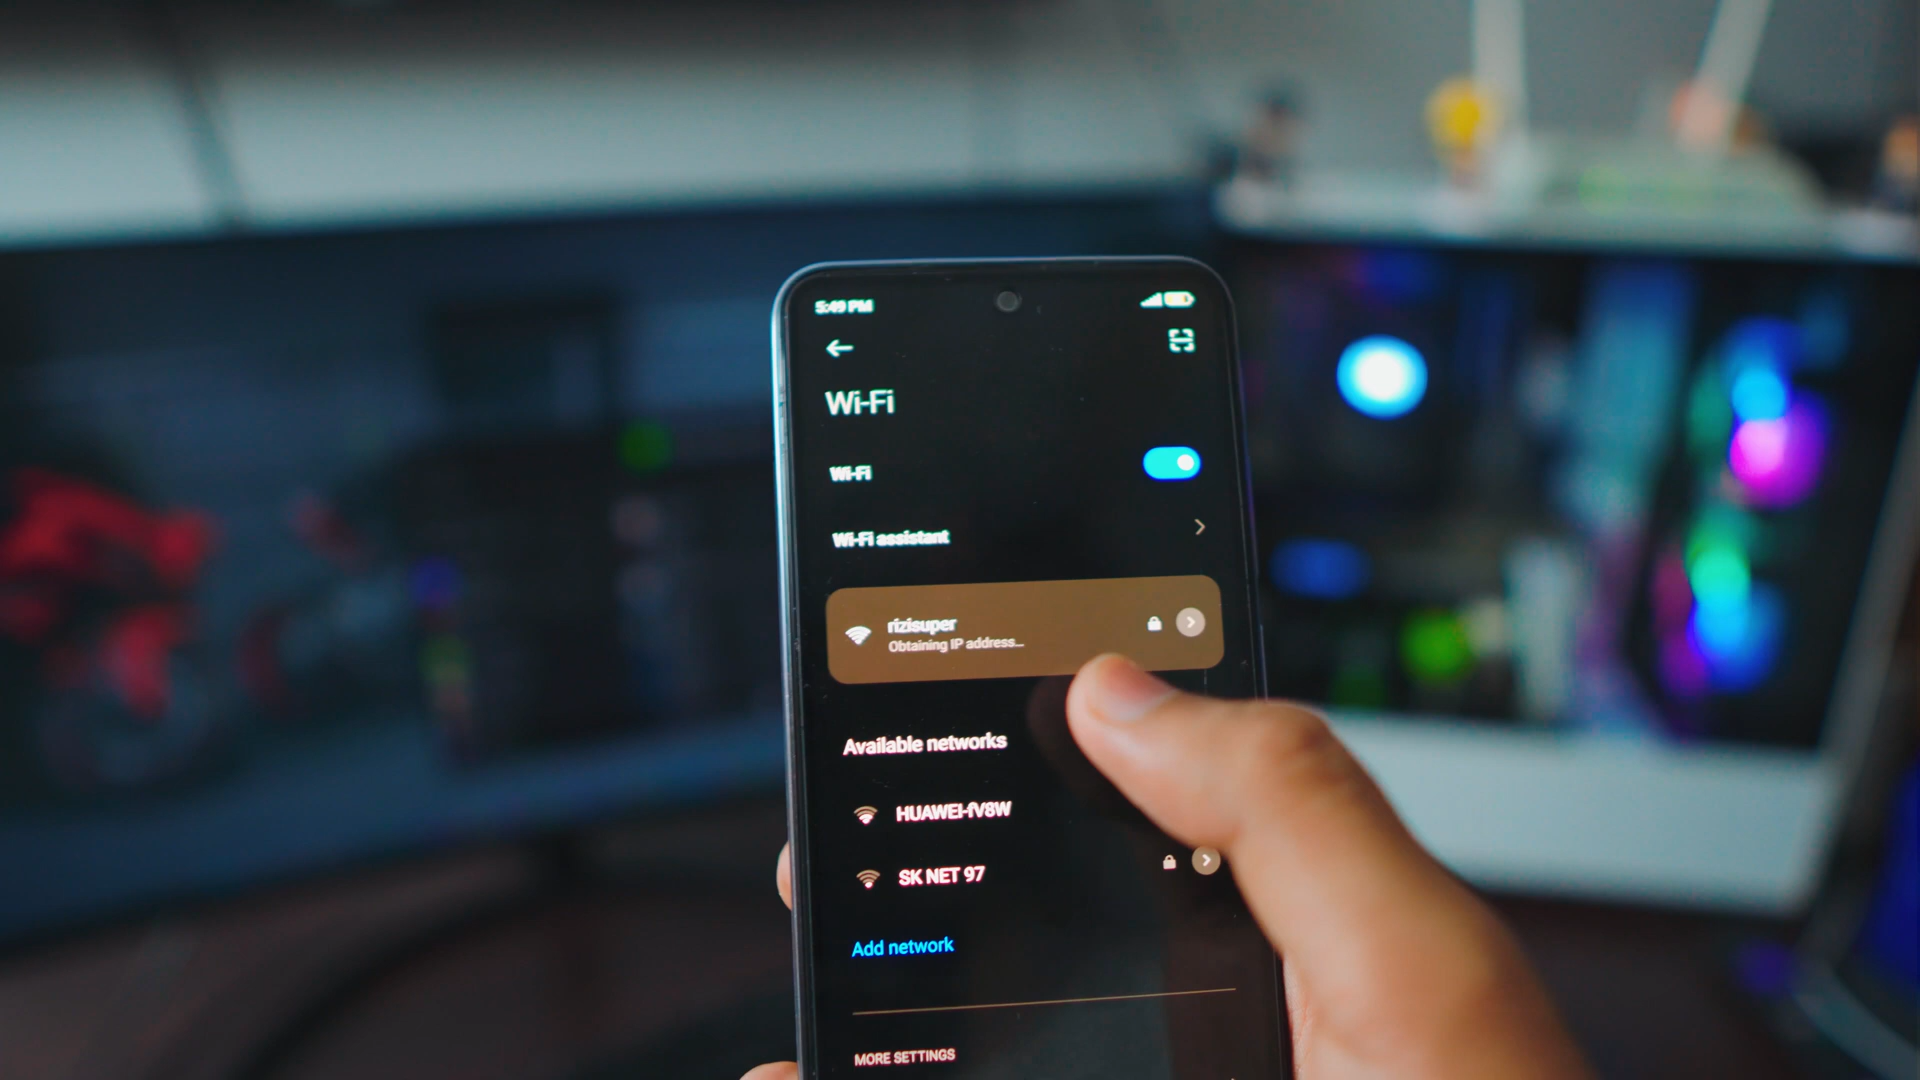 5:49 PM
Wi-Fi
Wi-Fi
Wi-Fi assistant
rizisuper
Obtaining IP address...
Available networks
HUAWEI-fV8W
SK NET 97
Add network
MORE SETTINGS